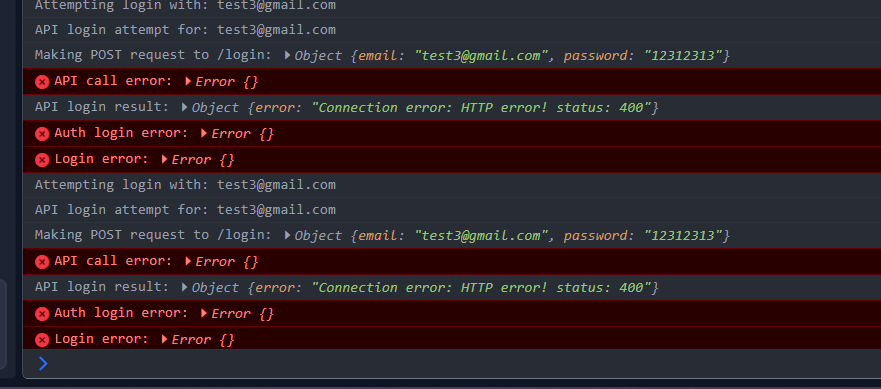 Attempting login with: test3@gmail.com
API login attempt for: test3@gmail.com
Making POST request to /login: Object {email: "test3@gmail.com", password: "12312313"}
API call error: Error {}
API login result: Object {error: "Connection error: HTTP error! status: 400"}
Auth login error: Error {}
Login error: Error {}
Attempting login with: test3@gmail.com
API login attempt for: test3@gmail.com
Making POST request to /login: Object {email: "test3@gmail.com", password: "12312313"}
API call error: Error {}
API login result: Object {error: "Connection error: HTTP error! status: 400"}
Auth login error: Error {}
Login error: Error {}